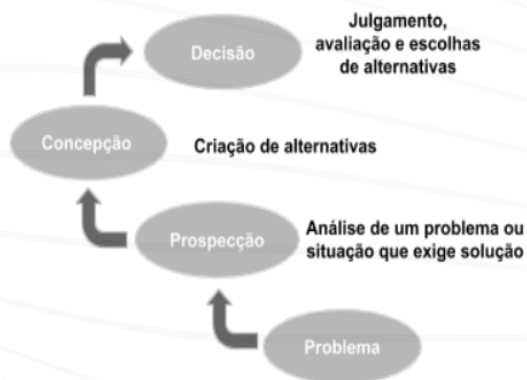 Decisão
Julgamento,
avaliação e escolhas
de alternativas
Concepção
Criação de alternativas
Prospecção
Análise de um problema ou
situação que exige solução
Problema